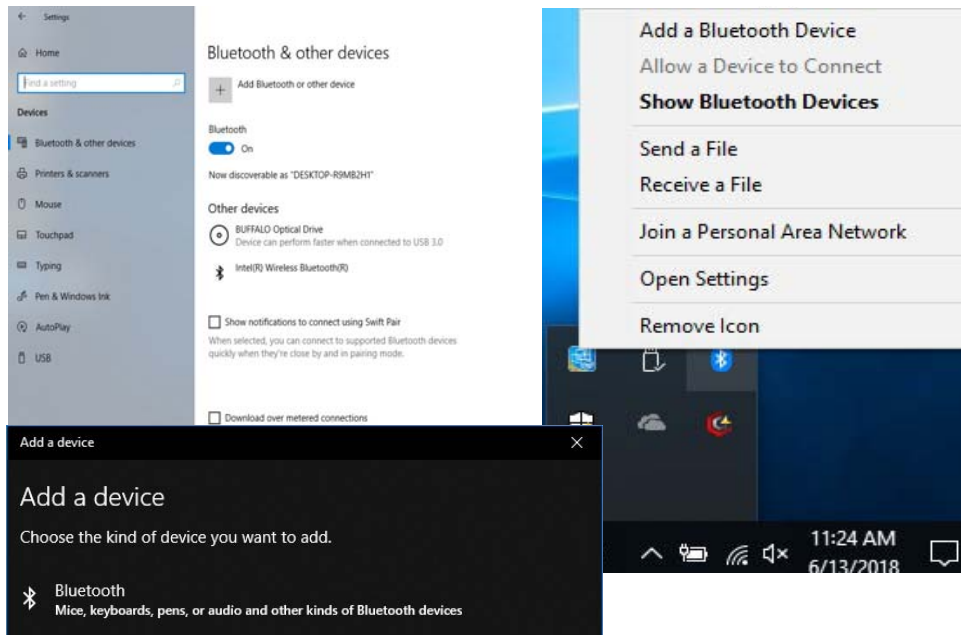 Settings
Home
Find a setting
Devices
Bluetooth & other devices
Printers & scanners
Mouse
Touchpad
Typing
Pen & Windows Ink
AutoPlay
USB
Bluetooth & other devices
Add Bluetooth or other device
Bluetooth
On
Now discoverable as "DESKTOP-R9MB2H1"
Other devices
BUFFALO Optical Drive
Device can perform faster when connected to USB 3.0
Intel(R) Wireless Bluetooth(R)
Show notifications to connect using Swift Pair
When selected, you can connect to supported Bluetooth devices
quickly when they're close by and in pairing mode.
Download over metered connections
Add a device
Add a device
Choose the kind of device you want to add.
Bluetooth
Mice, keyboards, pens, or audio and other kinds of Bluetooth devices
Add a Bluetooth Device
Allow a Device to Connect
Show Bluetooth Devices
Send a File
Receive a File
Join a Personal Area Network
Open Settings
Remove Icon
11:24 AM
6/13/2018